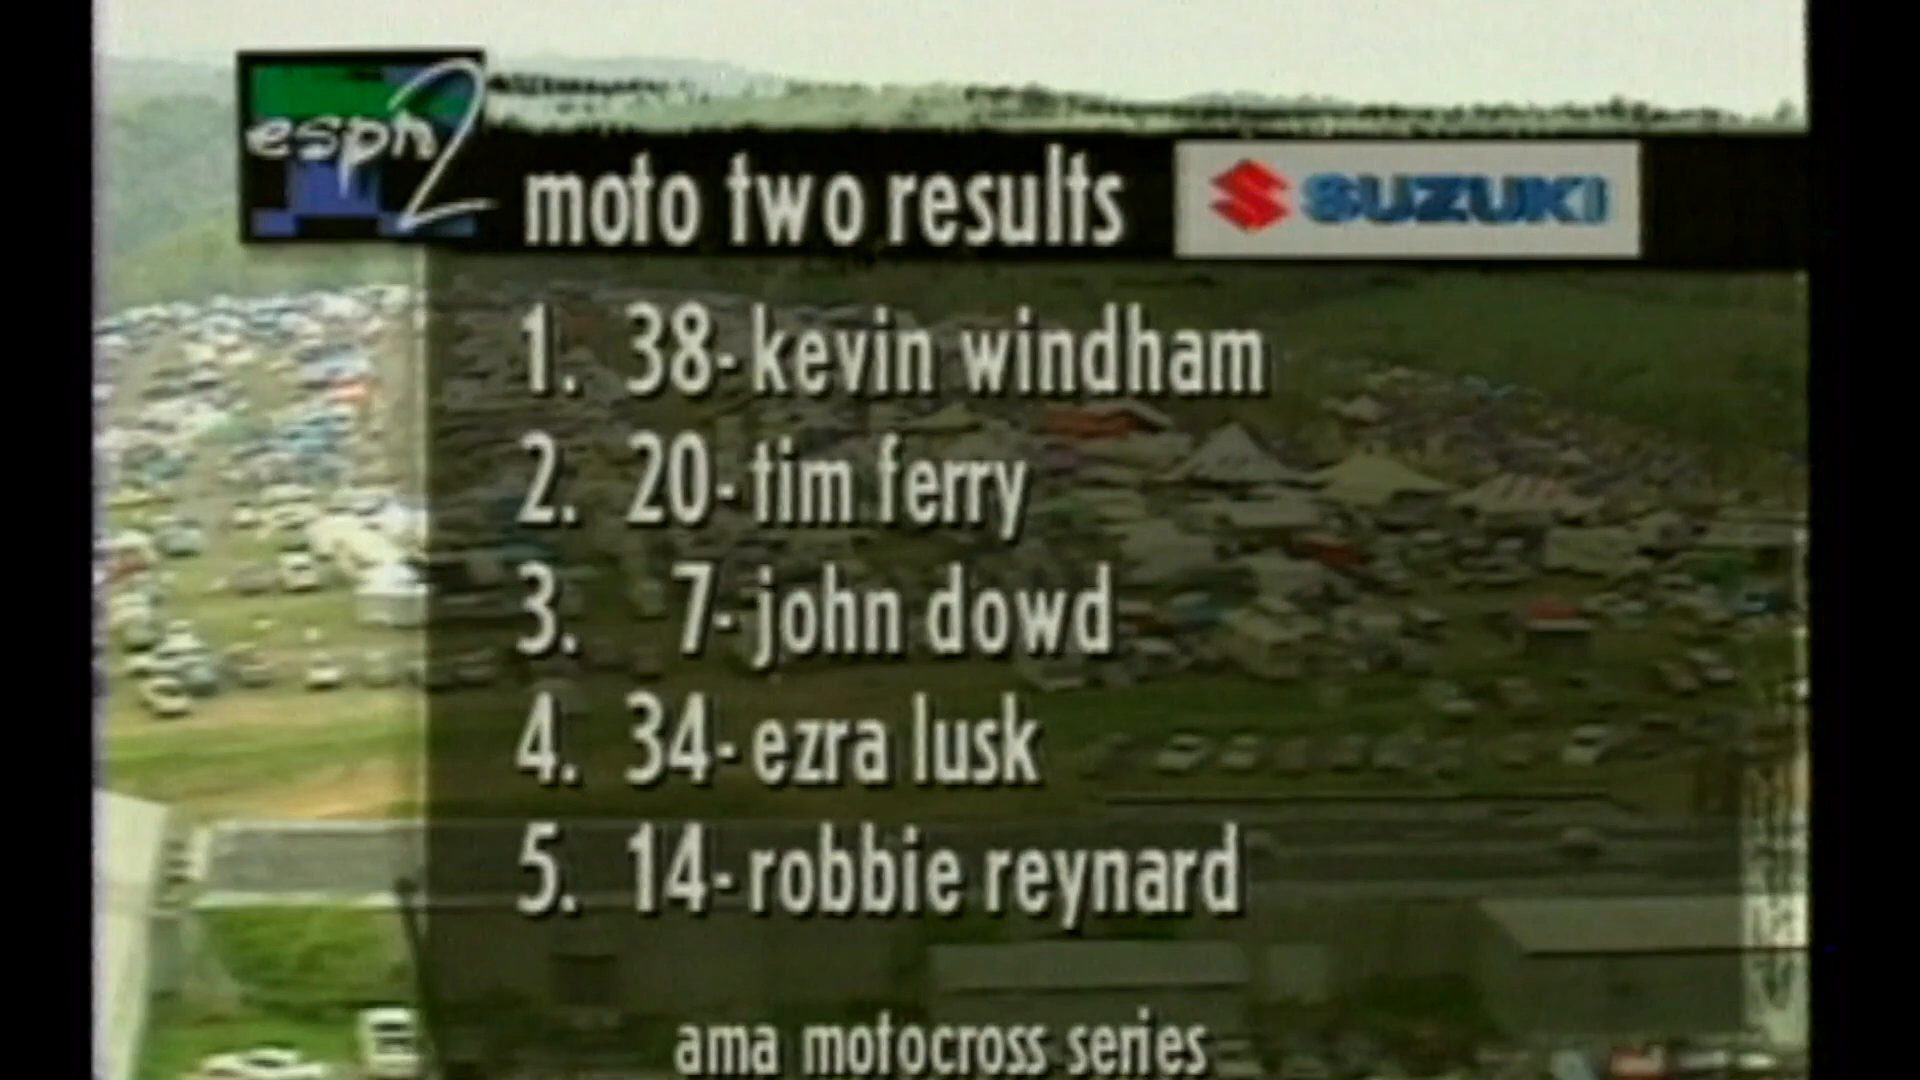 espn2
moto two results SUZUKI
1. 38-kevin windham
2. 20-tim ferry
3. 7-john dowd
4. 34-ezra lusk
5. 14-robbie reynard
ama motocross series